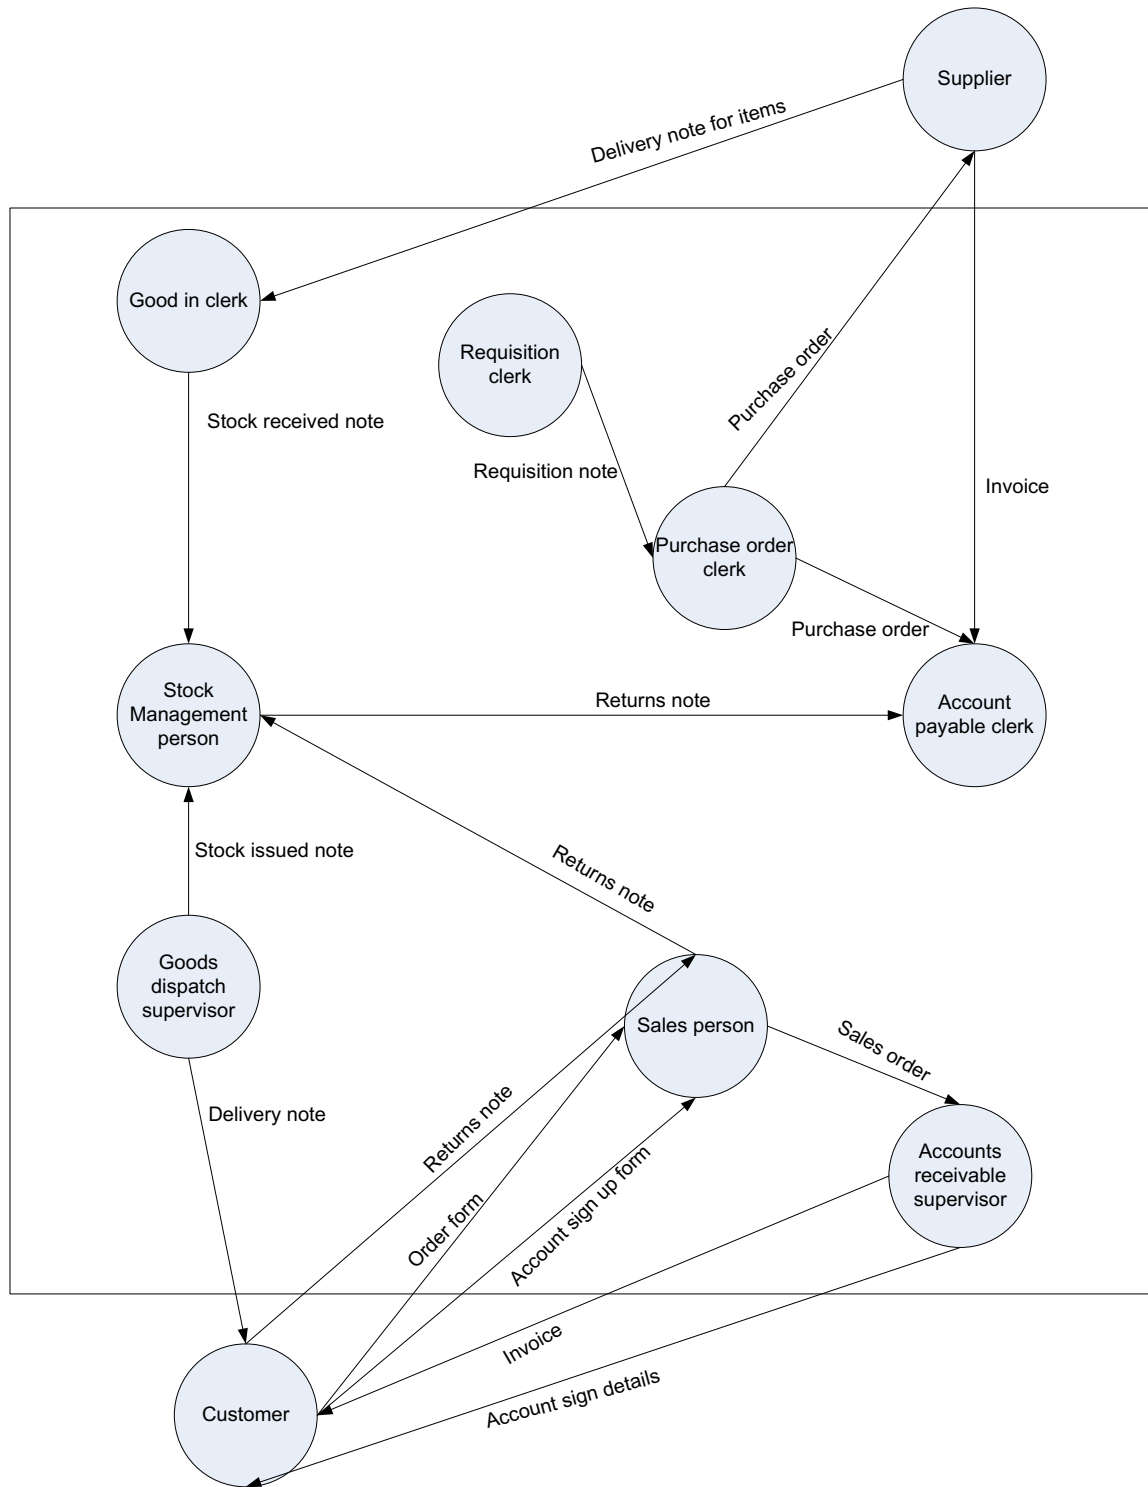 Supplier
Delivery note for items
Good in clerk
Requisition
clerk
Purchase order
Stock received note
Requisition note
Invoice
Purchase order
clerk
Purchase order
Stock
Management
person
Returns note
Account
payable clerk
Stock issued note
Returns note
Goods
dispatch
supervisor
Sales person
Sales order
Delivery note
Returns note
Order form
Account sign up form
Accounts
receivable
supervisor
Invoice
Account sign details
Customer